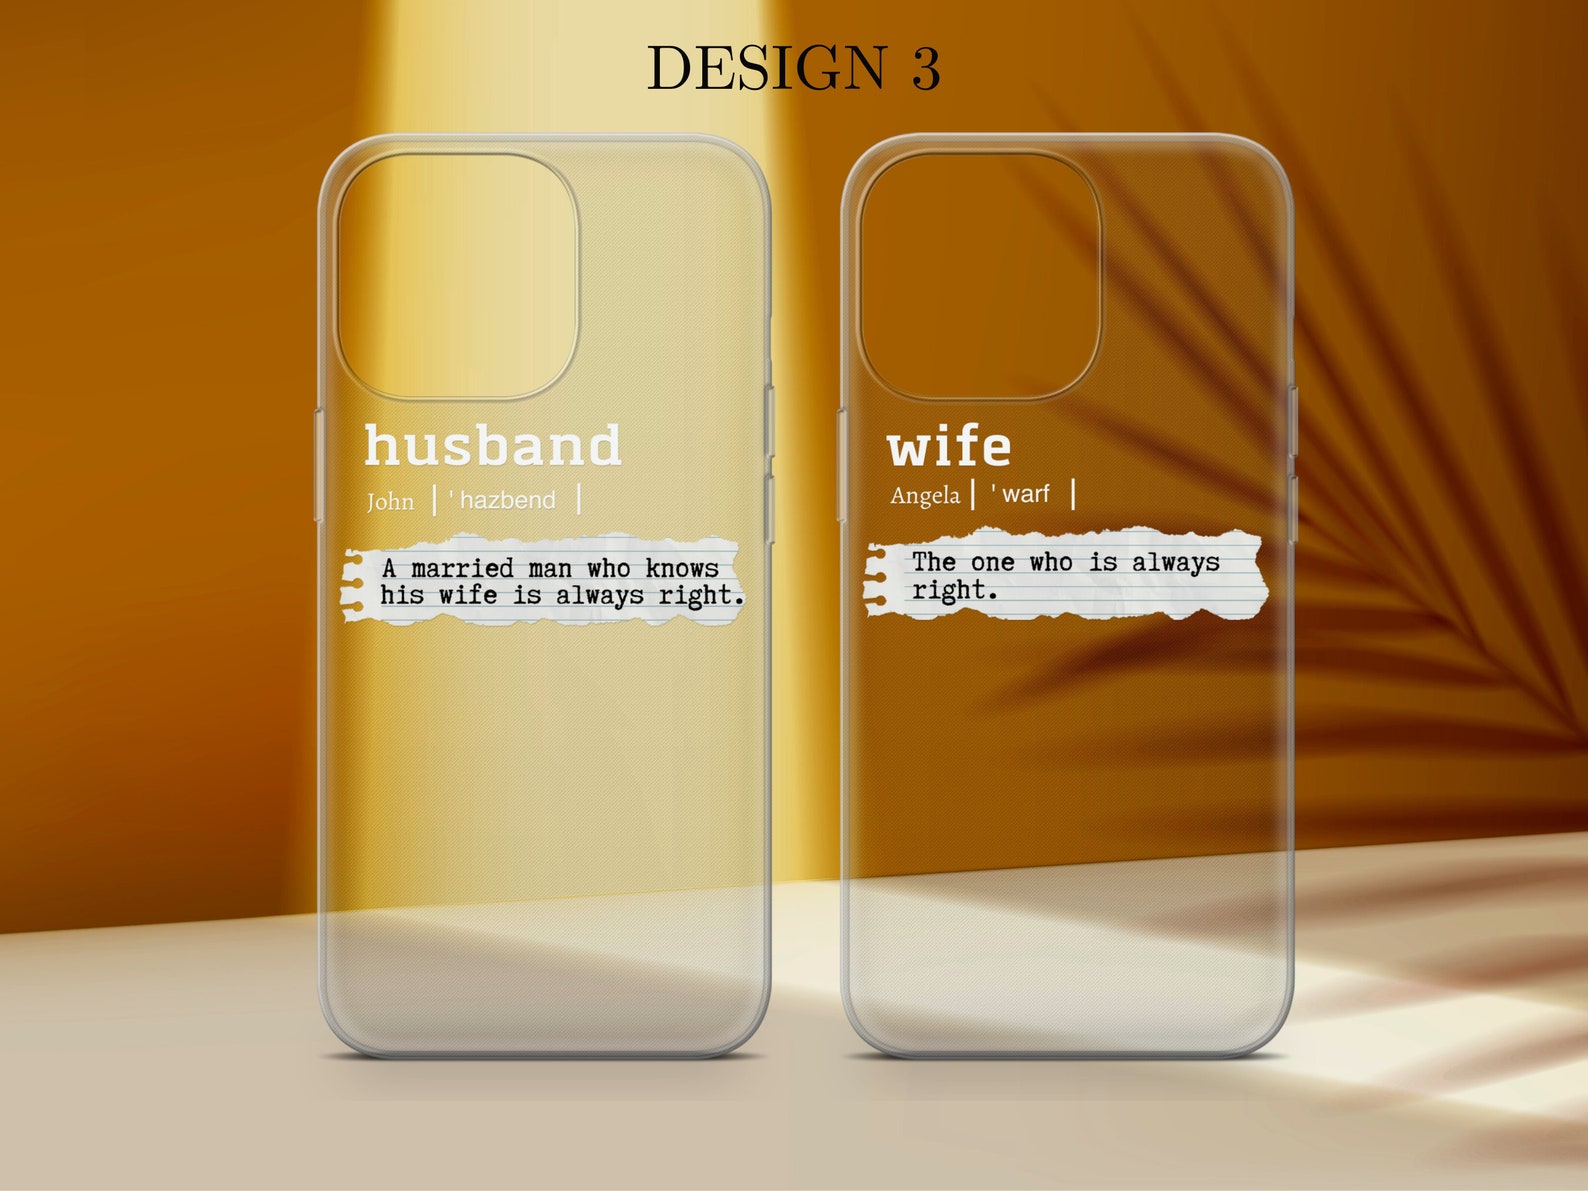 DESIGN 3
husband
John | ' hazbend |
A married man who knows
his wife is always right.
wife
Angela | ' warf |
The one who is always
right.